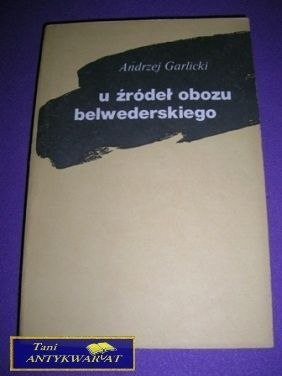 Andrzej Garlicki
u źródeł obozu
belwederskiego
Tani
ANTYKWARIAT